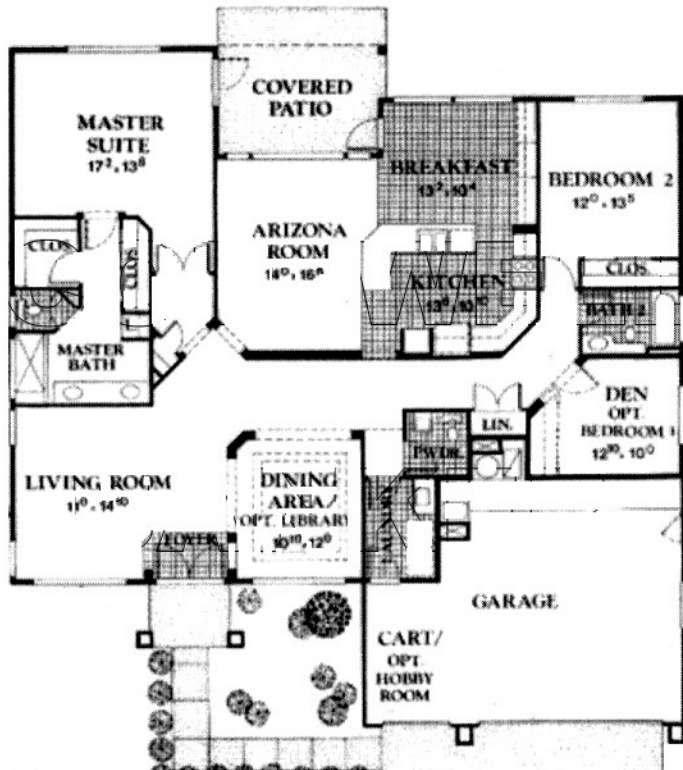 COVERED
PATIO
MASTER
SUITE
17²·13⁸
BREAKFAST
13²·10⁴
BEDROOM 2
12⁰·13⁵
ARIZONA
ROOM
14⁰·16⁸
CLOS.
CLOS.
KITCHEN
13⁸·10¹⁰
CLOS.
BATH 2
MASTER
BATH
DEN
OPT.
BEDROOM
12¹⁰·10⁰
LIN.
PWDR.
LIVING ROOM
14¹⁰
DINING
AREA/
OPT. LIBRARY
10¹⁰·12⁰
LAUNDRY
FOYER
GARAGE
CART/
OPT.
HOBBY
ROOM